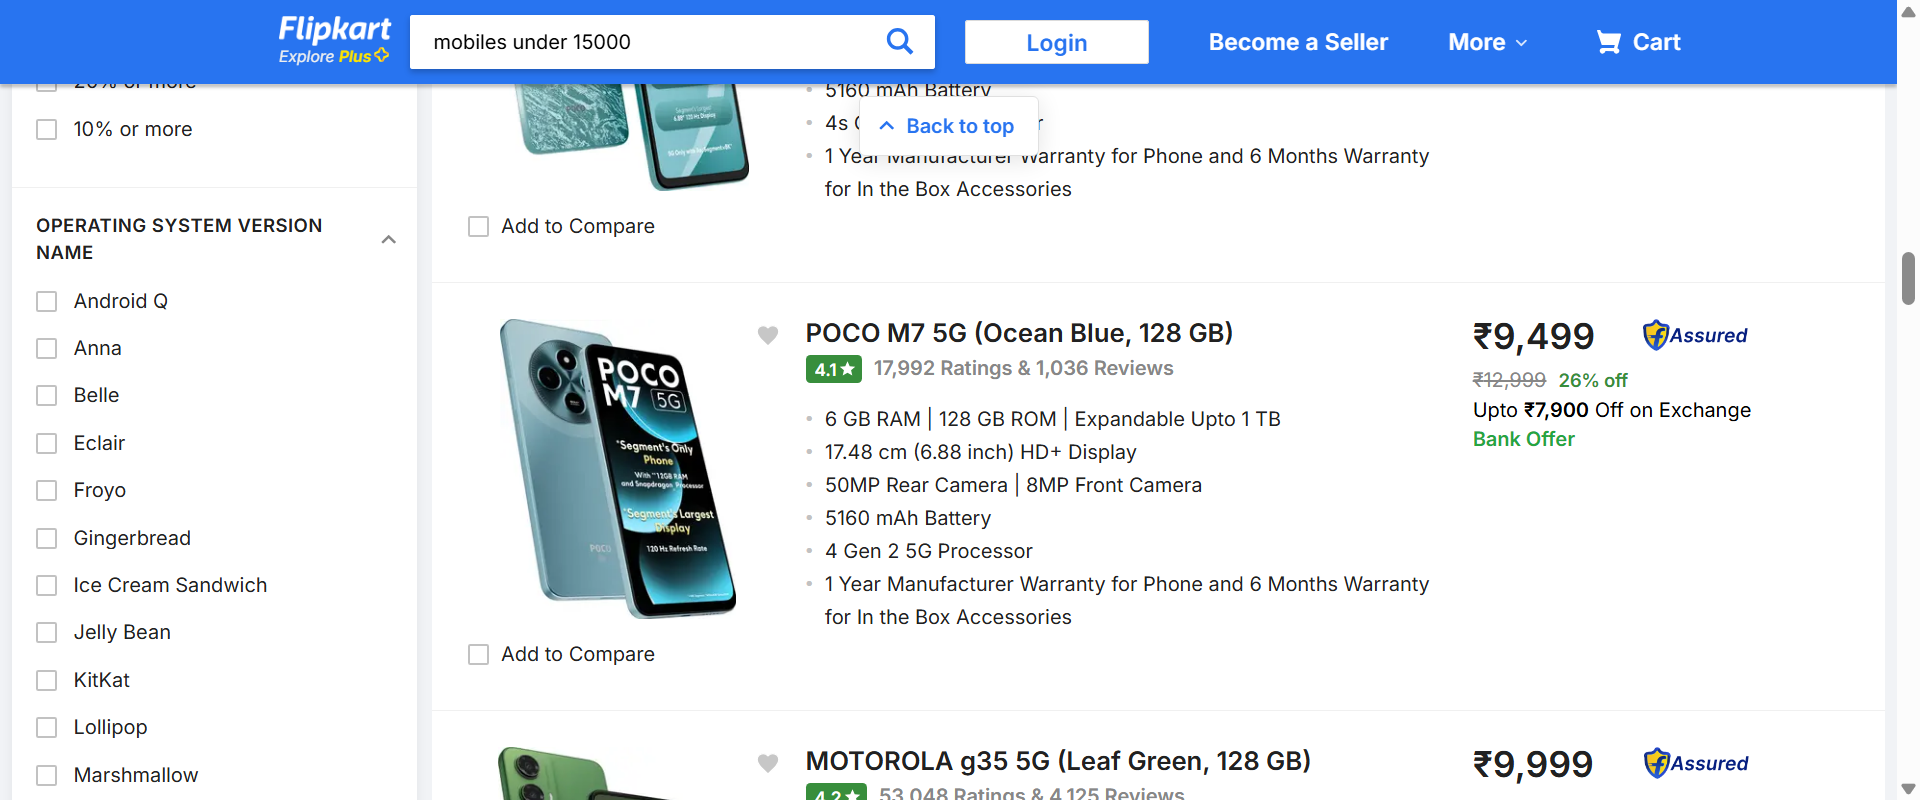 Flipkart
Explore Plus
mobiles under 15000
Login
Become a Seller
More
Cart
20% or more
10% or more
OPERATING SYSTEM VERSION
NAME
Android Q
Anna
Belle
Eclair
Froyo
Gingerbread
Ice Cream Sandwich
Jelly Bean
KitKat
Lollipop
Marshmallow
5160 mAh Battery
4s
Back to top
1 Year Manufacturer Warranty for Phone and 6 Months Warranty
for In the Box Accessories
Add to Compare
POCO
M7 5G
"Segment's Only
Phone
and Snapdragon Processor
"Segment's Largest
Display
120 Hz Refresh Rate
POCO
POCO M7 5G (Ocean Blue, 128 GB)
4.1★ 17,992 Ratings & 1,036 Reviews
6 GB RAM | 128 GB ROM | Expandable Upto 1 TB
17.48 cm (6.88 inch) HD+ Display
50MP Rear Camera | 8MP Front Camera
5160 mAh Battery
4 Gen 2 5G Processor
1 Year Manufacturer Warranty for Phone and 6 Months Warranty
for In the Box Accessories
Add to Compare
₹9,499
Assured
₹12,999 26% off
Upto ₹7,900 Off on Exchange
Bank Offer
MOTOROLA g35 5G (Leaf Green, 128 GB)
4.2★ 53,048 Ratings & 4,125 Reviews
₹9,999
Assured